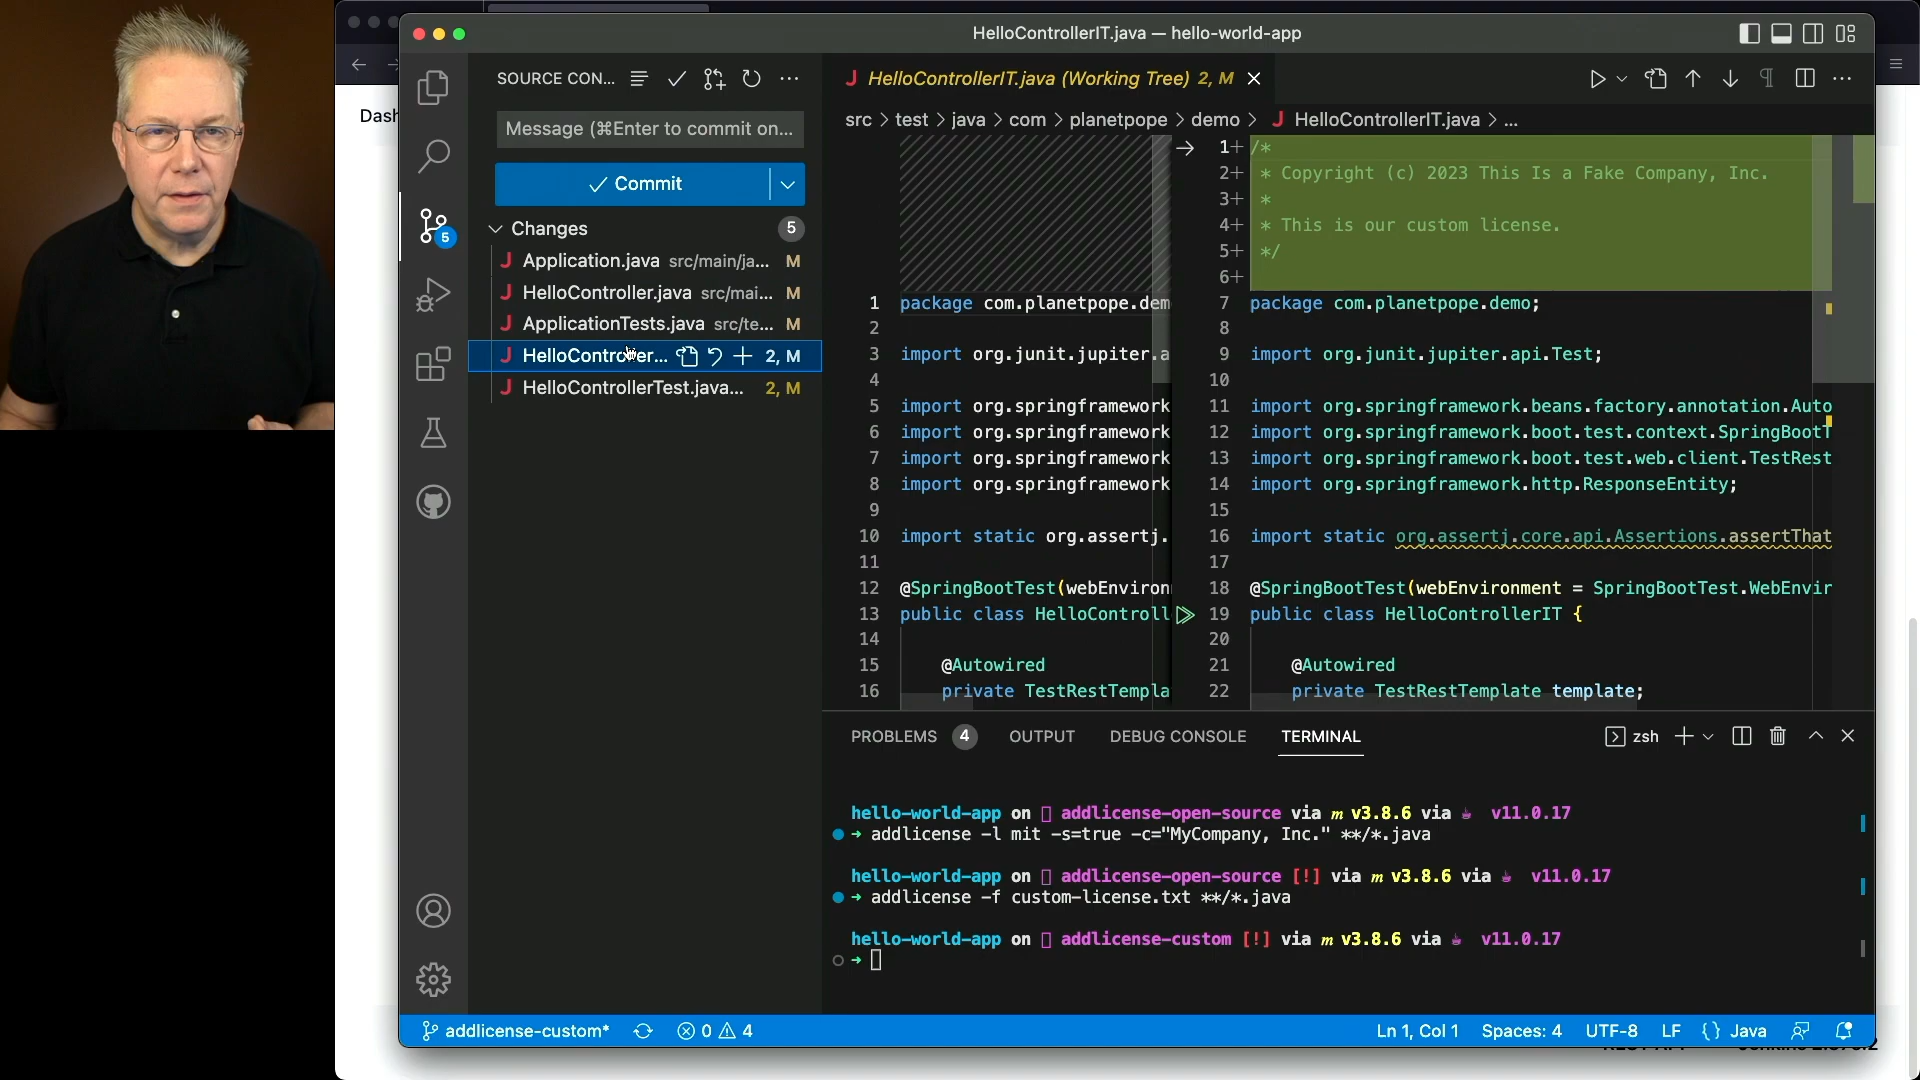 HelloControllerIT.java — hello-world-app
Dash
SOURCE CON...
HelloControllerIT.java (Working Tree) 2, M
src > test > java > com > planetpope > demo > J HelloControllerIT.java > ...
Message (⌘Enter to commit on...
Commit
Changes 5
5
J Application.java src/main/ja... M
J HelloController.java src/mai... M
J ApplicationTests.java src/te... M
J HelloController... 2, M
J HelloControllerTest.java... 2, M
1 package com.planetpope.dem
2
3 import org.junit.jupiter.a
4
5 import org.springframework
6 import org.springframework
7 import org.springframework
8 import org.springframework
9
10 import static org.assertj.
11
12 @SpringBootTest(webEnviron
13 public class HelloControll
14
15 @Autowired
16 private TestRestTempla
1+ /*
2+ * Copyright (c) 2023 This Is a Fake Company, Inc.
3+ *
4+ * This is our custom license.
5+ */
6+
7 package com.planetpope.demo;
8
9 import org.junit.jupiter.api.Test;
10
11 import org.springframework.beans.factory.annotation.Auto
12 import org.springframework.boot.test.context.SpringBootT
13 import org.springframework.boot.test.web.client.TestRest
14 import org.springframework.http.ResponseEntity;
15
16 import static org.assertj.core.api.Assertions.assertThat
17
18 @SpringBootTest(webEnvironment = SpringBootTest.WebEnvir
19 public class HelloControllerIT {
20
21 @Autowired
22 private TestRestTemplate template;
PROBLEMS 4 OUTPUT DEBUG CONSOLE TERMINAL zsh
hello-world-app on addlicense-open-source via m v3.8.6 via v11.0.17
➜ addlicense -l mit -s=true -c="MyCompany, Inc." **/*.java
hello-world-app on addlicense-open-source [!] via m v3.8.6 via v11.0.17
➜ addlicense -f custom-license.txt **/*.java
hello-world-app on addlicense-custom [!] via m v3.8.6 via v11.0.17
➜
addlicense-custom* 0 4 Ln 1, Col 1 Spaces: 4 UTF-8 LF {} Java